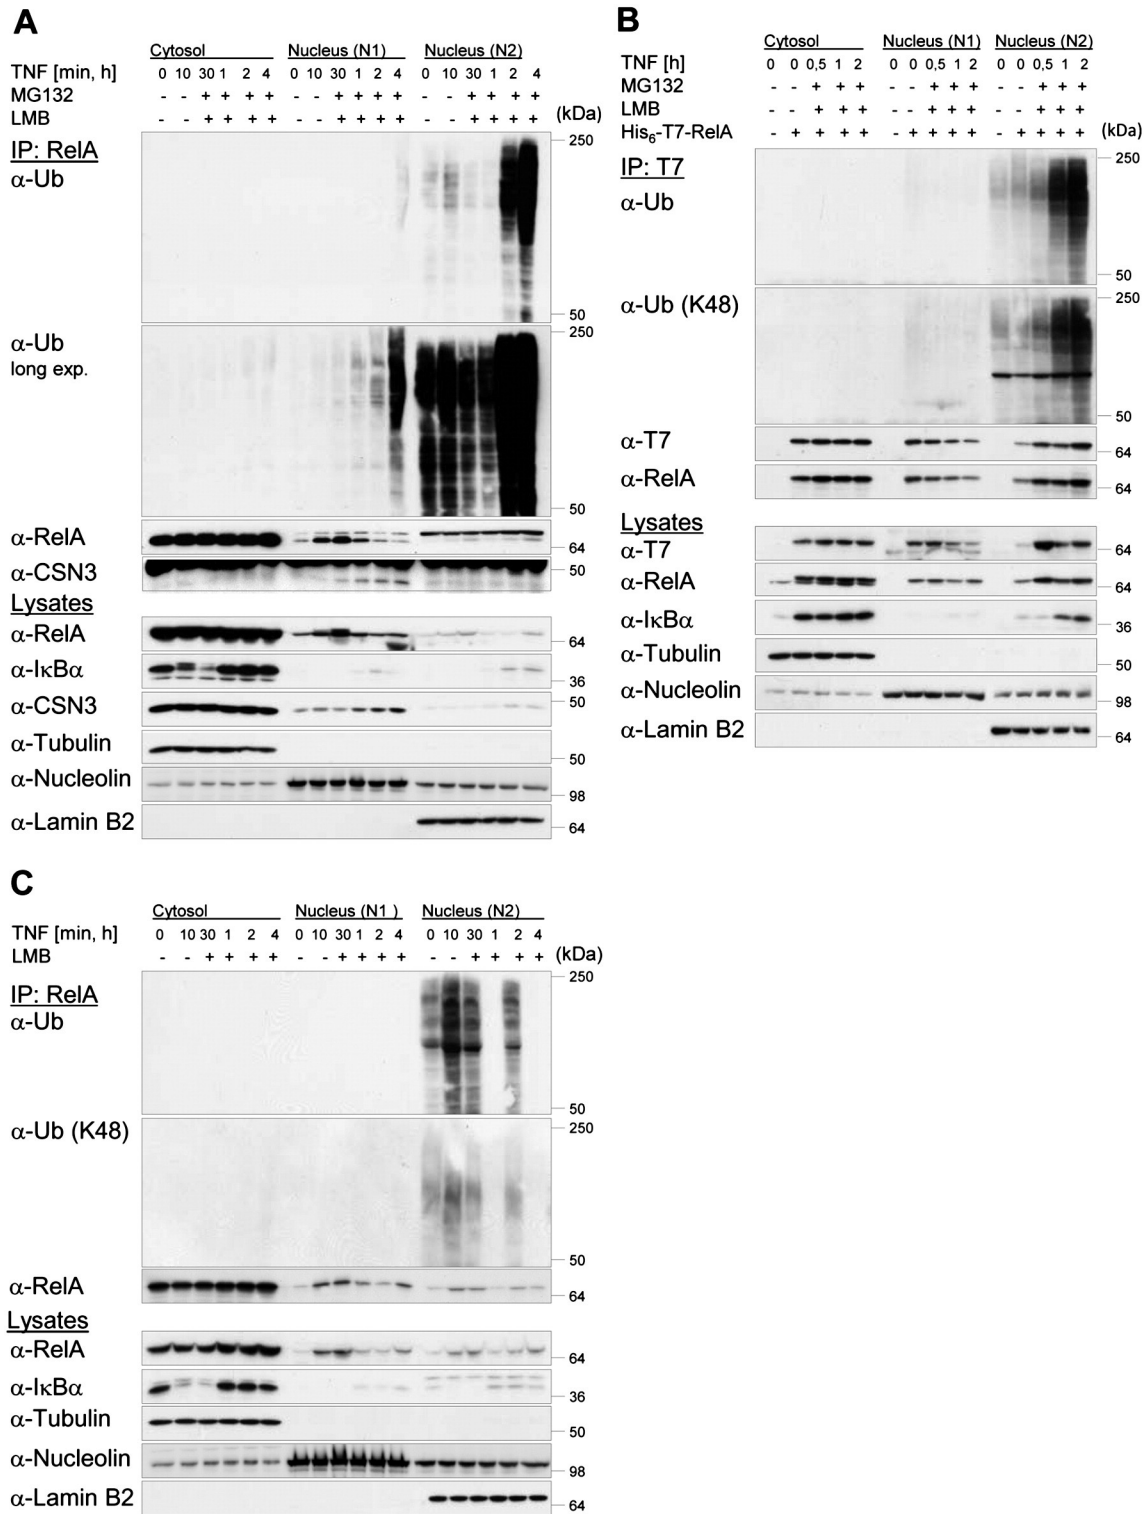 A
Cytosol Nucleus (N1) Nucleus (N2)
TNF [min, h] 0 10 30 1 2 4 0 10 30 1 2 4 0 10 30 1 2 4
MG132 - - + + + + - - + + + + - - + + + +
LMB - - + + + + - - + + + + - - + + + + (kDa)
IP: RelA
α-Ub
250
50
α-Ub
long exp.
250
50
α-RelA 64
α-CSN3 50
Lysates
α-RelA 64
α-IκBα 36
α-CSN3 50
α-Tubulin 50
α-Nucleolin 98
α-Lamin B2 64
B
Cytosol Nucleus (N1) Nucleus (N2)
TNF [h] 0 0 0,5 1 2 0 0 0,5 1 2 0 0 0,5 1 2
MG132 - - + + + - - + + + - - + + +
LMB - - + + + - - + + + - - + + +
His6-T7-RelA - + + + + - + + + + - + + + + (kDa)
IP: T7
α-Ub
250
50
α-Ub (K48)
250
50
α-T7 64
α-RelA 64
Lysates
α-T7 64
α-RelA 64
α-IκBα 36
α-Tubulin 50
α-Nucleolin 98
α-Lamin B2 64
C
Cytosol Nucleus (N1 ) Nucleus (N2)
TNF [min, h] 0 10 30 1 2 4 0 10 30 1 2 4 0 10 30 1 2 4
LMB - - + + + + - - + + + + - - + + + + (kDa)
IP: RelA
α-Ub
250
50
α-Ub (K48)
250
50
α-RelA 64
Lysates
α-RelA 64
α-IκBα 36
α-Tubulin 50
α-Nucleolin 98
α-Lamin B2 64